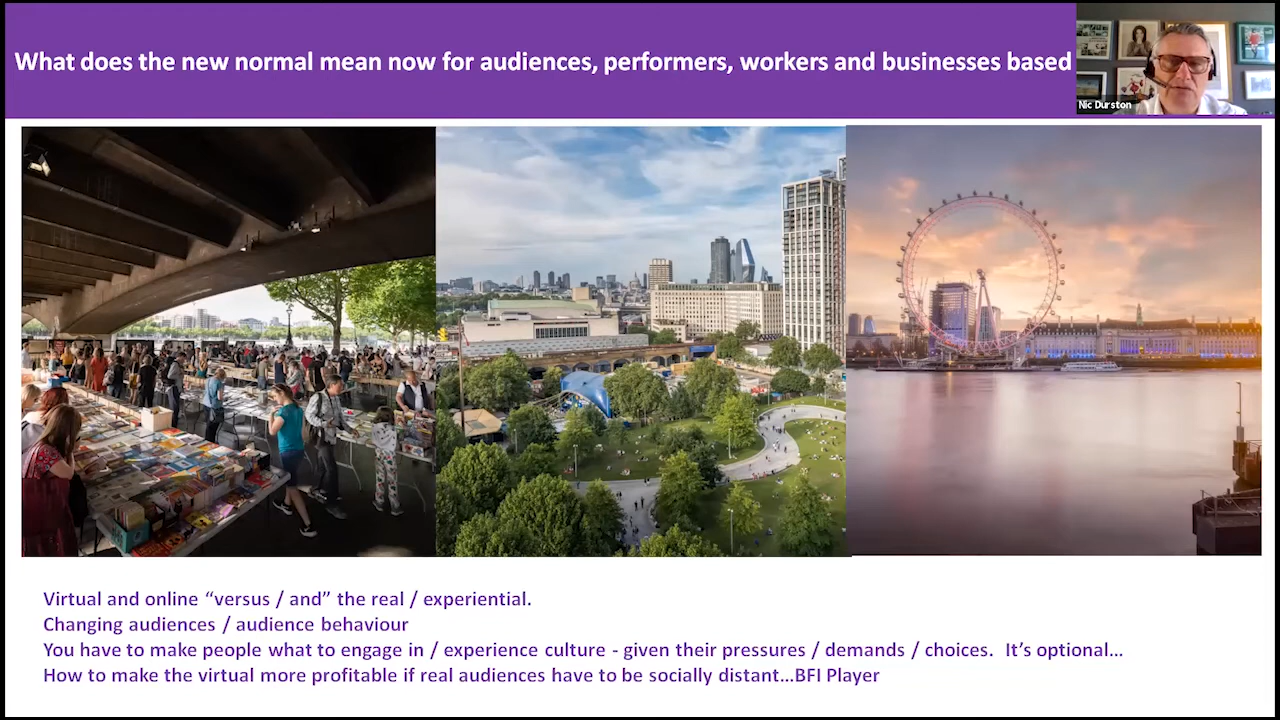 What does the new normal mean now for audiences, performers, workers and businesses based
Nic Durston
Virtual and online “versus / and” the real / experiential.
Changing audiences / audience behaviour
You have to make people what to engage in / experience culture - given their pressures / demands / choices.  It’s optional…
How to make the virtual more profitable if real audiences have to be socially distant…BFI Player